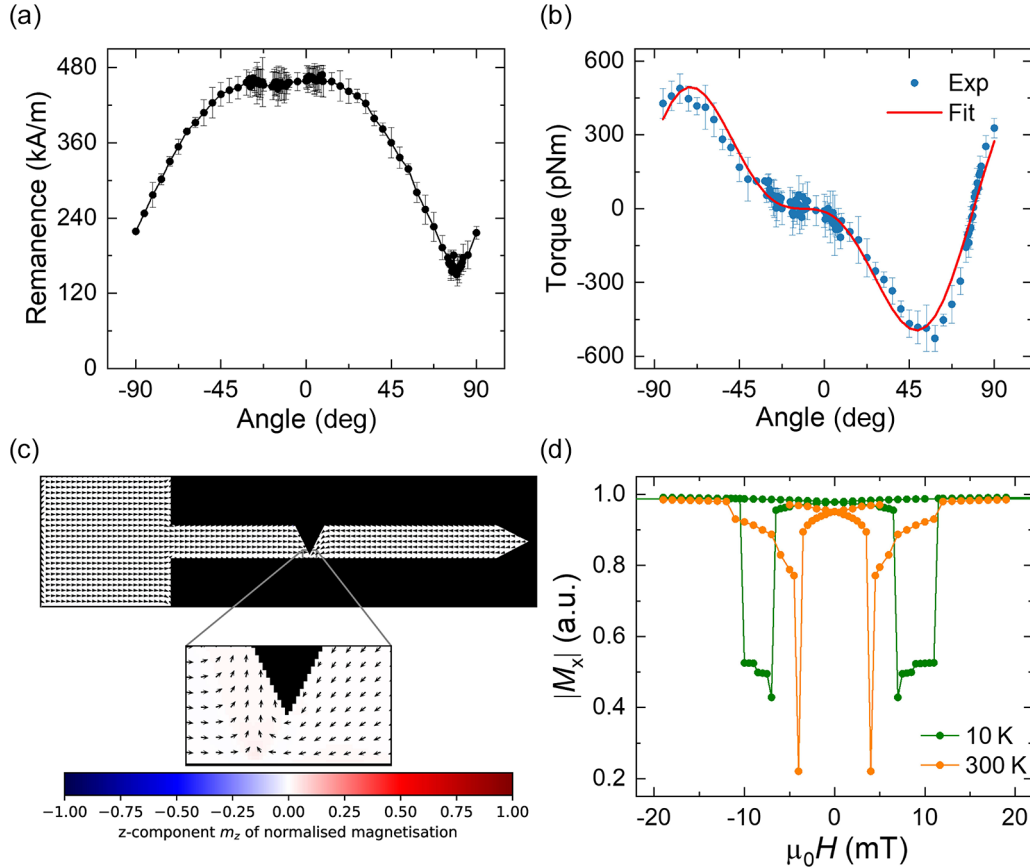 (a)
480
360
240
120
0
Remanence (kA/m)
-90
-45
0
45
90
Angle (deg)
(b)
600
300
0
-300
-600
Torque (pNm)
Exp
Fit
-90
-45
0
45
90
Angle (deg)
(c)
−1.00 −0.75 −0.50 −0.25 0.00 0.25 0.50 0.75 1.00
z-component mz of normalised magnetisation
(d)
1.0
0.8
0.6
0.4
0.2
|Mx| (a.u.)
10 K
300 K
-20
-10
0
10
20
μ0H (mT)